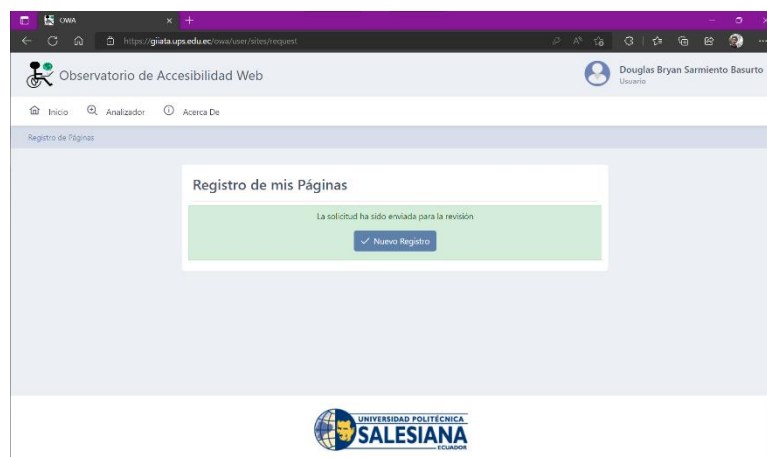 OWA
https://giiata.ups.edu.ec/owa/user/sites/request
Observatorio de Accesibilidad Web
Douglas Bryan Sarmiento Basurto
Usuario
Inicio
Analizador
Acerca De
Registro de Páginas
Registro de mis Páginas
La solicitud ha sido enviada para la revisión
Nuevo Registro
UNIVERSIDAD POLITÉCNICA
SALESIANA
ECUADOR